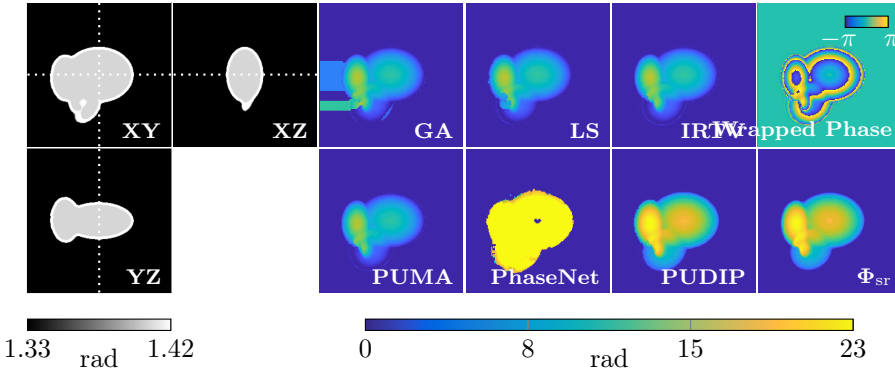 −π π
XY XZ GA LS IRTV Wrapped Phase
YZ PUMA PhaseNet PUDIP Φsr
1.33 rad 1.42 0 8 rad 15 23